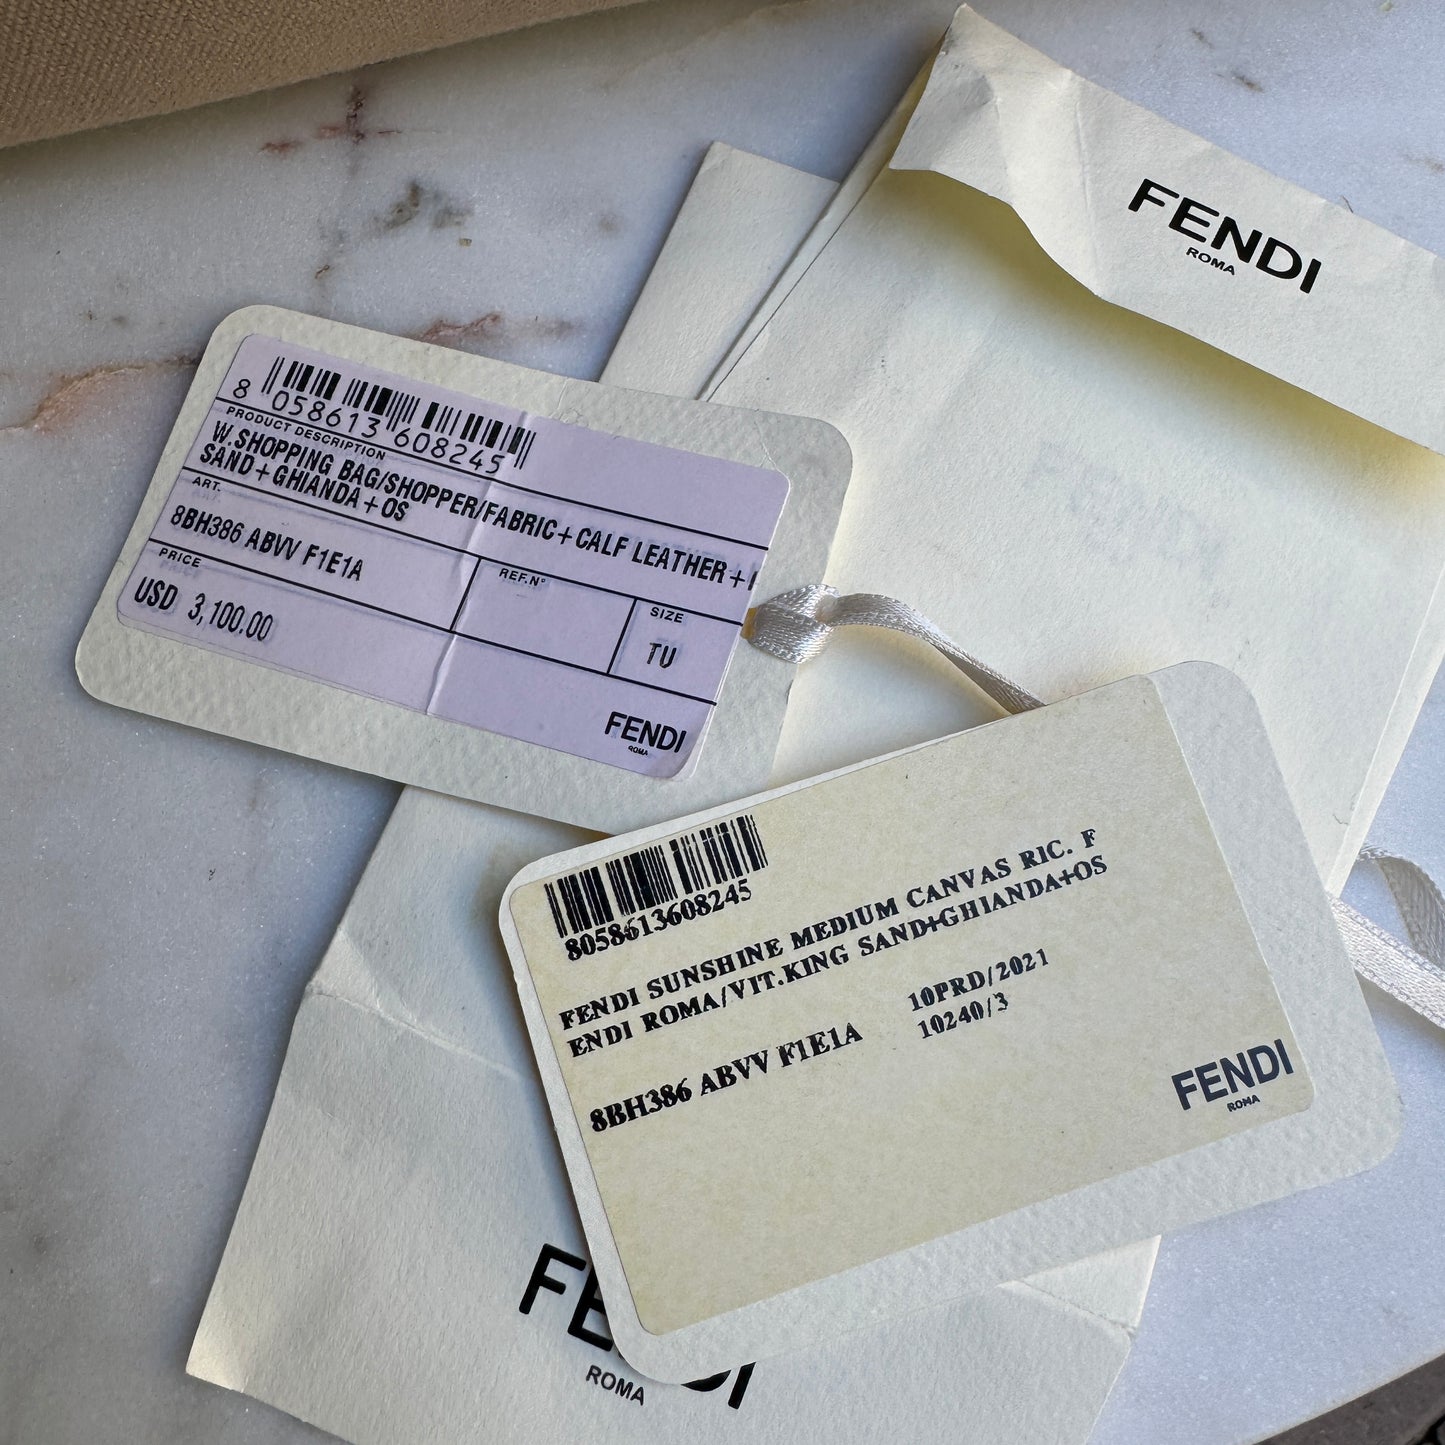 FENDI
ROMA
8 058613 608245
PRODUCT DESCRIPTION
W.SHOPPING BAG/SHOPPER/FABRIC+CALF LEATHER+
SAND+GHIANDA+OS
ART.
8BH386 ABVV F1E1A
PRICE
USD 3,100.00
REF.N°
SIZE
TU
FENDI
ROMA
8058613608245
FENDI SUNSHINE MEDIUM CANVAS RIC. F
ENDI ROMA/VIT.KING SAND+GHIANDA+OS
8BH386 ABVV F1E1A
10PRD/2021
10240/3
FENDI
ROMA
ROMA